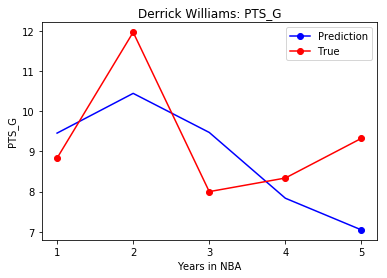 Derrick Williams: PTS_G
Prediction
True
PTS_G
12
11
10
9
8
7
1 2 3 4 5
Years in NBA